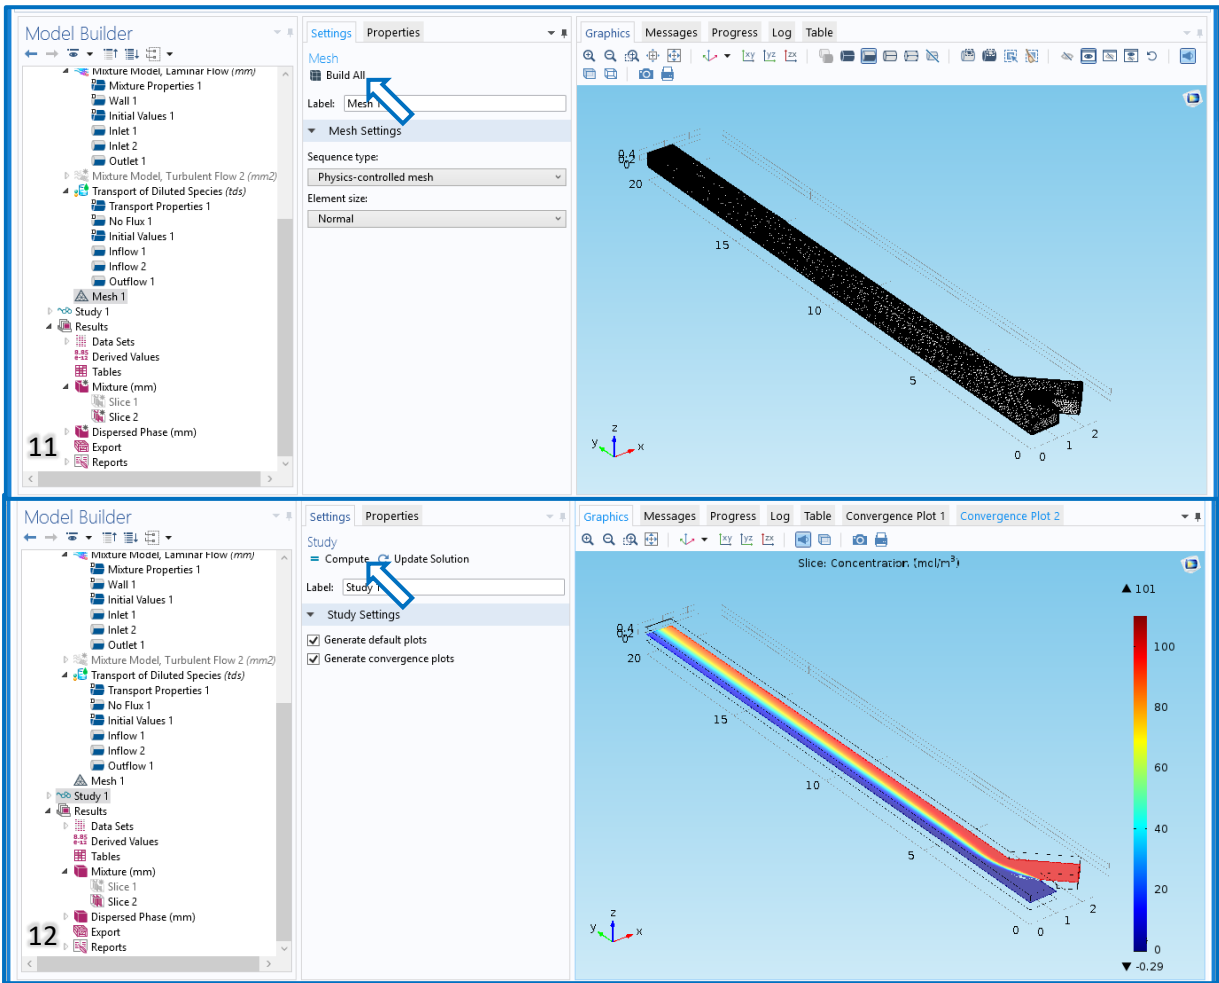 Model Builder
Mixture Model, Laminar Flow (mm)
Mixture Properties 1
Wall 1
Initial Values 1
Inlet 1
Inlet 2
Outlet 1
Mixture Model, Turbulent Flow 2 (mm2)
Transport of Diluted Species (tds)
Transport Properties 1
No Flux 1
Initial Values 1
Inflow 1
Inflow 2
Outflow 1
Mesh 1
Study 1
Results
Data Sets
Derived Values
Tables
Mixture (mm)
Slice 1
Slice 2
Dispersed Phase (mm)
Export
Reports
11
Settings Properties
Mesh
Build All
Label: Mesh 1
Mesh Settings
Sequence type:
Physics-controlled mesh
Element size:
Normal
Graphics Messages Progress Log Table
xy yz zx
20
15
10
5
0 0 1 2
z
y x
Model Builder
Mixture Model, Laminar Flow (mm)
Mixture Properties 1
Wall 1
Initial Values 1
Inlet 1
Inlet 2
Outlet 1
Mixture Model, Turbulent Flow 2 (mm2)
Transport of Diluted Species (tds)
Transport Properties 1
No Flux 1
Initial Values 1
Inflow 1
Inflow 2
Outflow 1
Mesh 1
Study 1
Results
Data Sets
Derived Values
Tables
Mixture (mm)
Slice 1
Slice 2
Dispersed Phase (mm)
Export
Reports
12
Settings Properties
Study
= Compute Update Solution
Label: Study 1
Study Settings
Generate default plots
Generate convergence plots
Graphics Messages Progress Log Table Convergence Plot 1 Convergence Plot 2
xy yz zx
Slice: Concentration (mol/m³)
▲ 101
100
80
60
40
20
0
▼ -0.29
20
15
10
5
0 0 1 2
z
y x